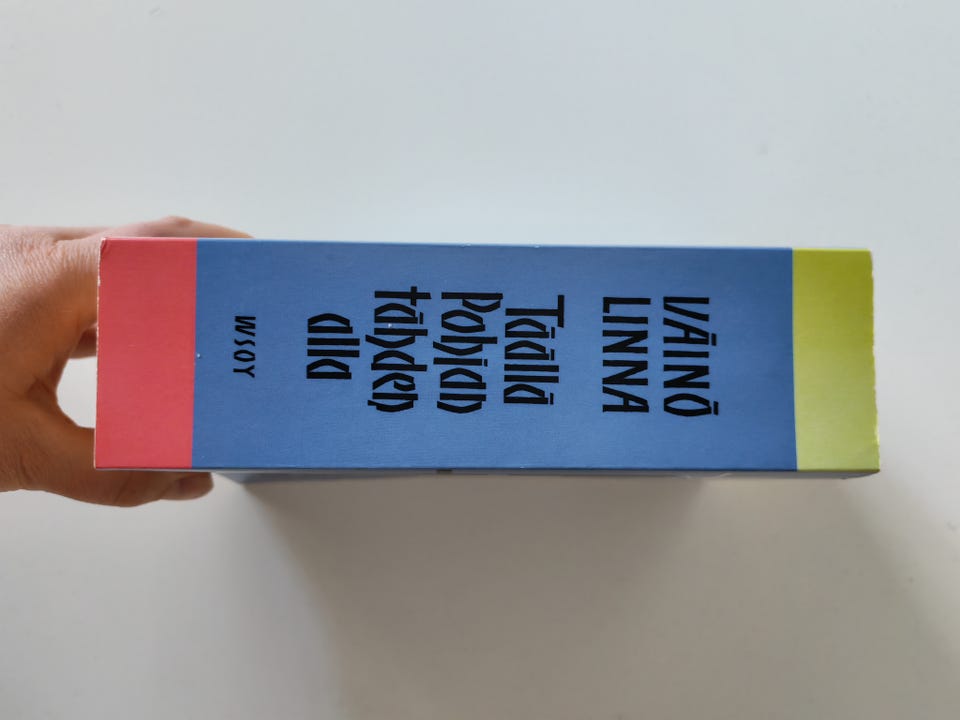 VÄINÖ
LINNA
Täällä
Pohjan
tähden
alla
WSOY